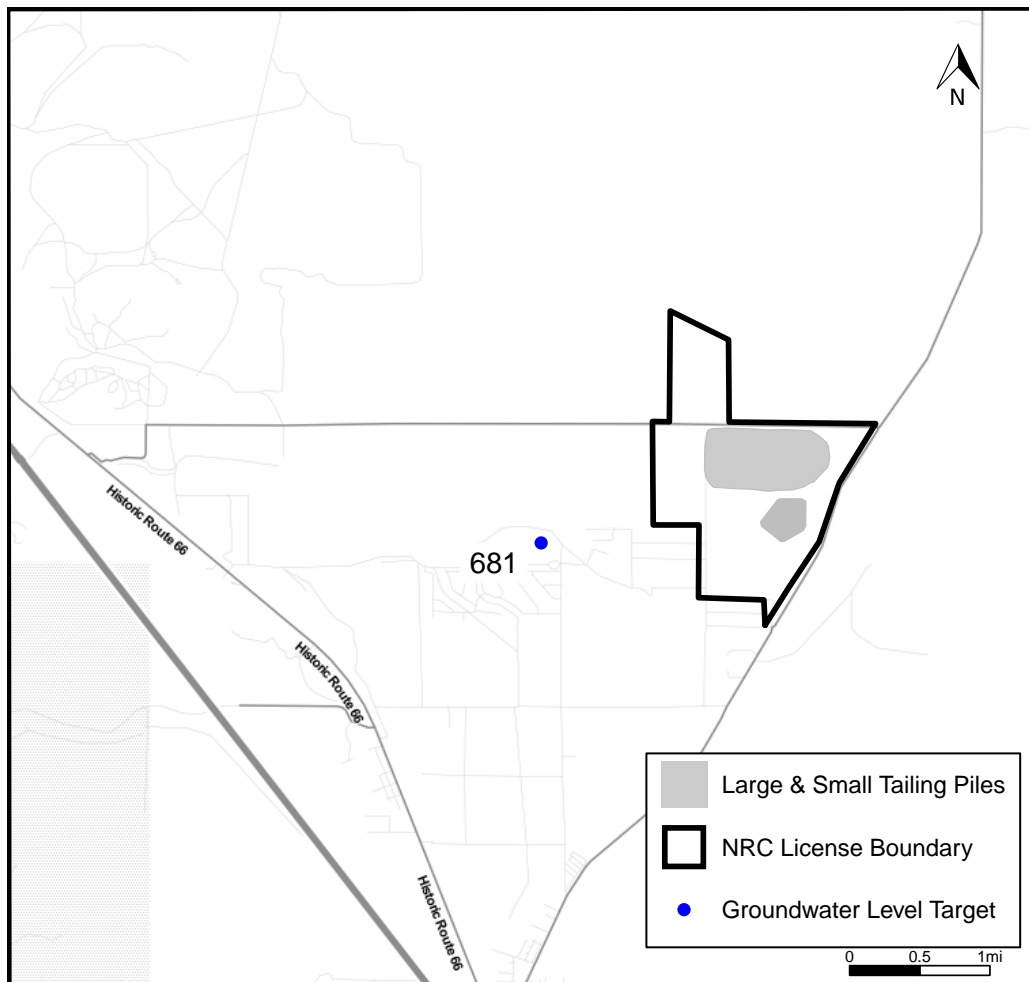 N
Historic Route 66
681
Historic Route 66
Historic Route 66
Large & Small Tailing Piles
NRC License Boundary
Groundwater Level Target
0 0.5 1mi